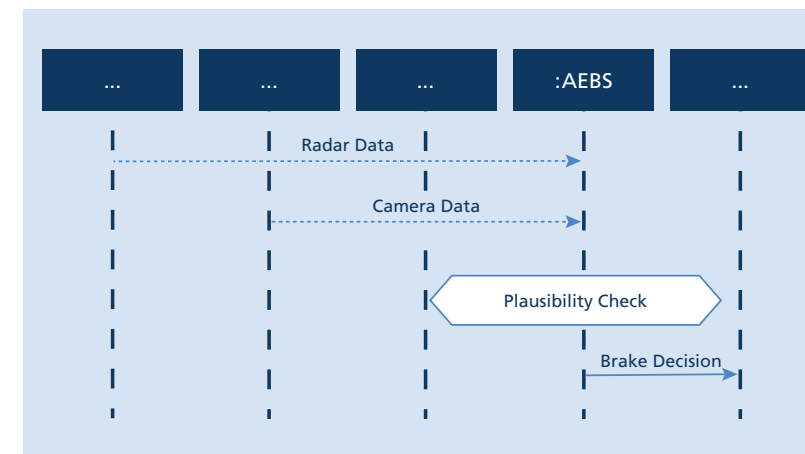 ...
...
...
:AEBS
...
Radar Data
Camera Data
Plausibility Check
Brake Decision